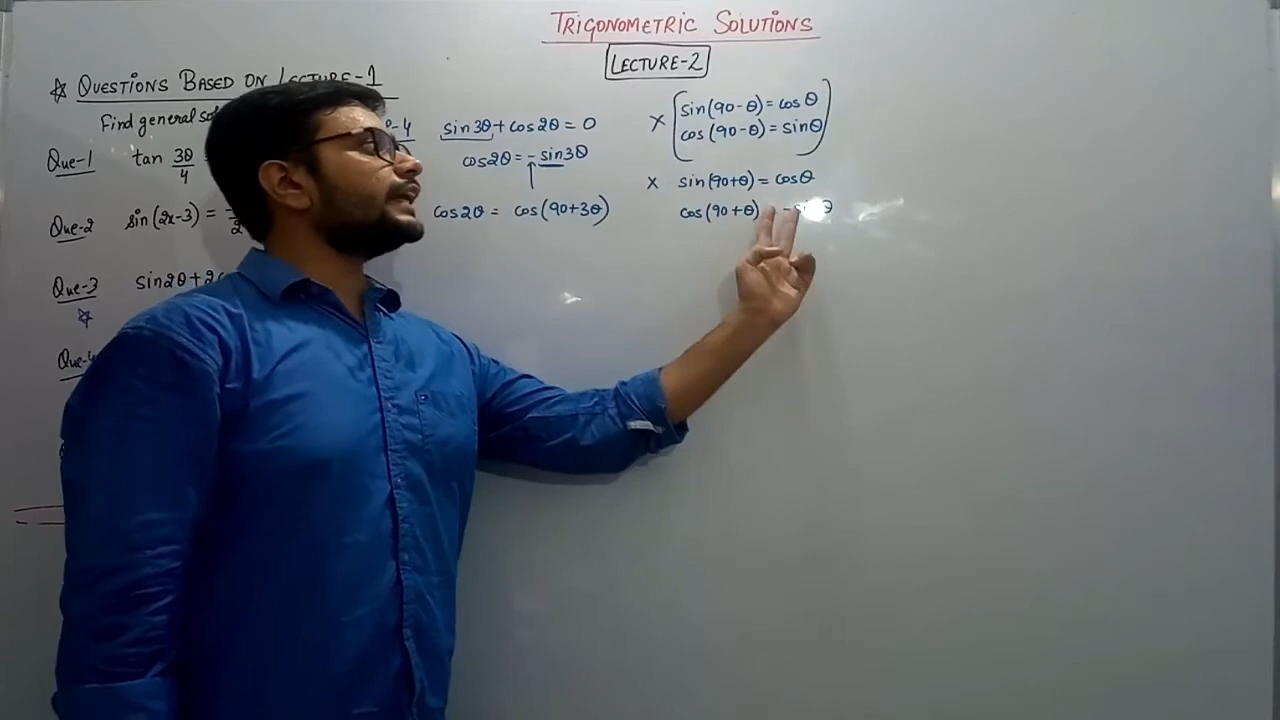 TRIGONOMETRIC SOLUTIONS
LECTURE-2
☆ QUESTIONS BASED ON LECTURE-1
Find general
Que-1 tan 3θ/4
Que-2 sin(2x-3) =
Que-3 sin2θ+2
☆
Que-4
sin3θ + cos2θ = 0
cos2θ = -sin3θ
cos2θ = cos(90+3θ)
× [sin(90-θ) = cosθ
cos(90-θ) = sinθ]
× sin(90+θ) = cosθ
cos(90+θ)